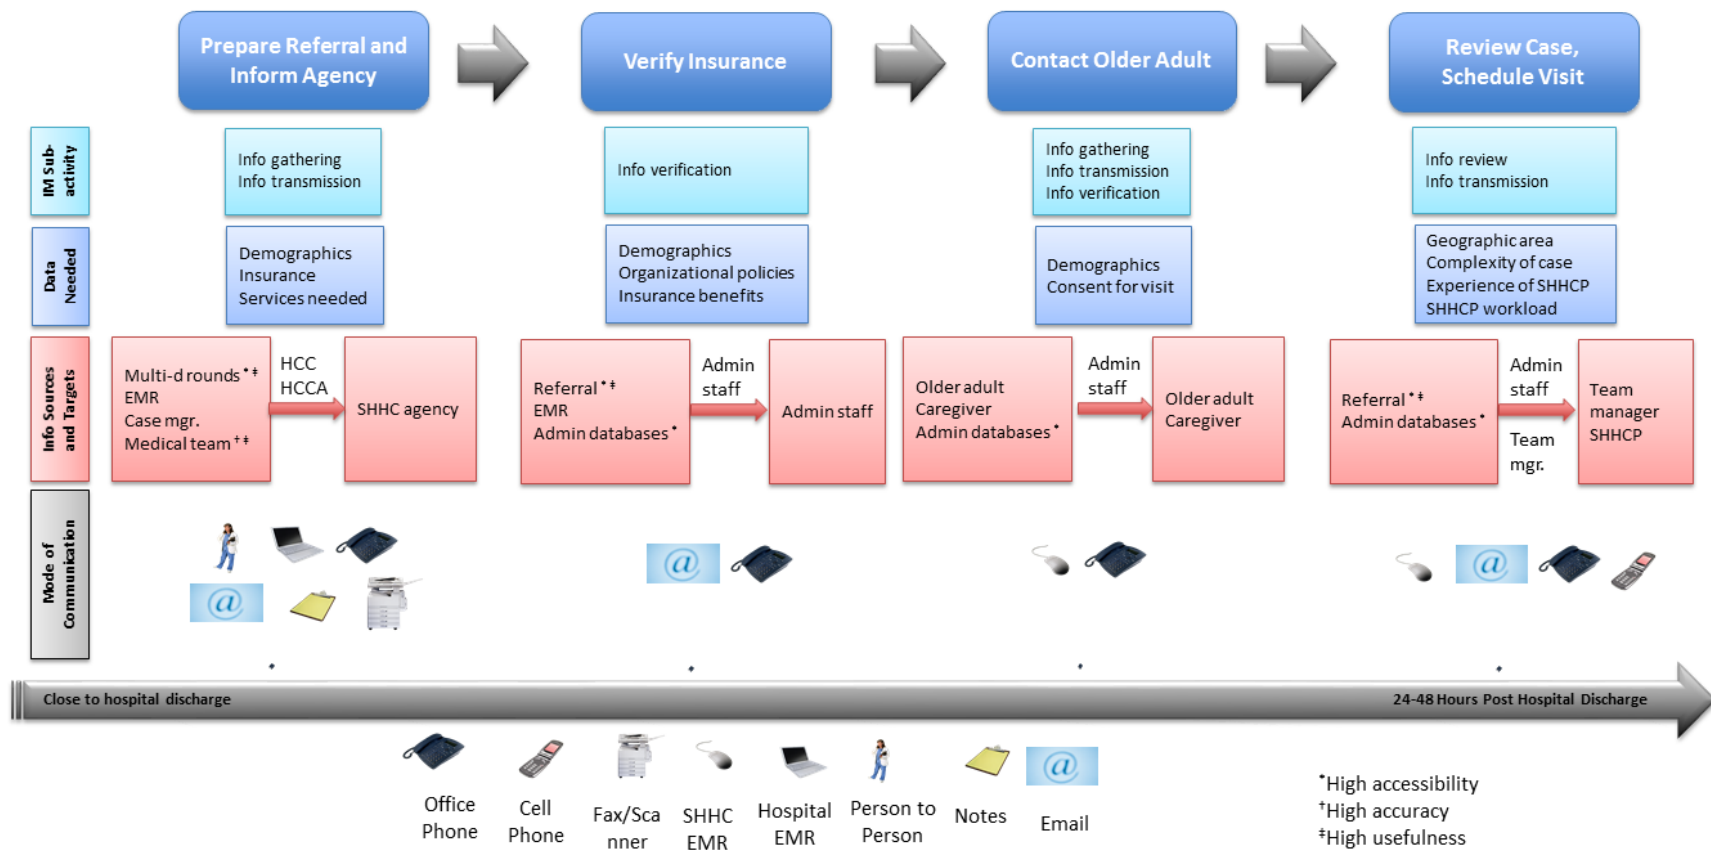 Prepare Referral and
Inform Agency
Verify Insurance
Contact Older Adult
Review Case,
Schedule Visit
IM Sub-
activity
Info gathering
Info transmission
Info verification
Info gathering
Info transmission
Info verification
Info review
Info transmission
Data
Needed
Demographics
Insurance
Services needed
Demographics
Organizational policies
Insurance benefits
Demographics
Consent for visit
Geographic area
Complexity of case
Experience of SHHCP
SHHCP workload
Info Sources
and Targets
Multi-d rounds *‡
EMR
Case mgr.
Medical team †‡
HCC
HCCA
SHHC agency
Referral *‡
EMR
Admin databases *
Admin
staff
Admin staff
Older adult
Caregiver
Admin databases *
Admin
staff
Older adult
Caregiver
Referral *‡
Admin databases *
Admin
staff
Team
mgr.
Team
manager
SHHCP
Mode of
Communication
@
@
@
Close to hospital discharge
24-48 Hours Post Hospital Discharge
@
Office
Phone
Cell
Phone
Fax/Sca
nner
SHHC
EMR
Hospital
EMR
Person to
Person
Notes
Email
*High accessibility
†High accuracy
‡High usefulness